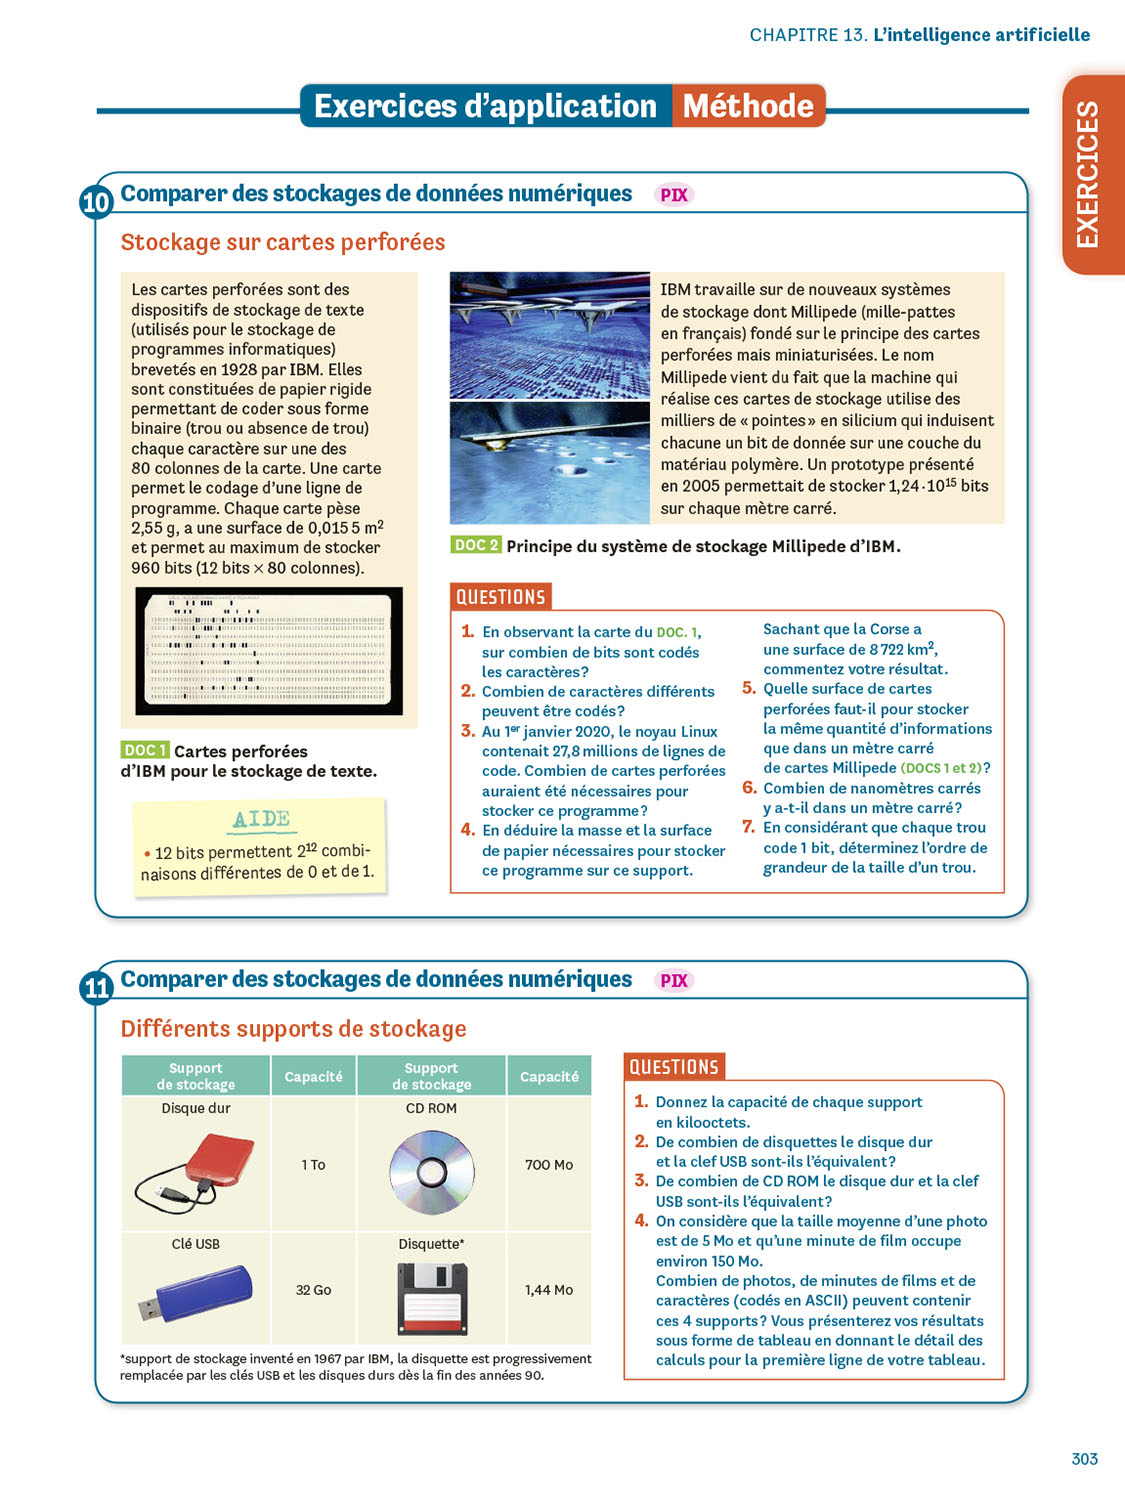 CHAPITRE 13. L'intelligence artificielle
EXERCICES
Exercices d'application Méthode
10 Comparer des stockages de données numériques PIX
Stockage sur cartes perforées
Les cartes perforées sont des
dispositifs de stockage de texte
(utilisés pour le stockage de
programmes informatiques)
brevetés en 1928 par IBM. Elles
sont constituées de papier rigide
permettant de coder sous forme
binaire (trou ou absence de trou)
chaque caractère sur une des
80 colonnes de la carte. Une carte
permet le codage d'une ligne de
programme. Chaque carte pèse
2,55 g, a une surface de 0,015 5 m²
et permet au maximum de stocker
960 bits (12 bits × 80 colonnes).
DOC 1 Cartes perforées
d'IBM pour le stockage de texte.
AIDE
• 12 bits permettent 2¹² combi-
naisons différentes de 0 et de 1.
IBM travaille sur de nouveaux systèmes
de stockage dont Millipede (mille-pattes
en français) fondé sur le principe des cartes
perforées mais miniaturisées. Le nom
Millipede vient du fait que la machine qui
réalise ces cartes de stockage utilise des
milliers de « pointes » en silicium qui induisent
chacune un bit de donnée sur une couche du
matériau polymère. Un prototype présenté
en 2005 permettait de stocker 1,24·10¹⁵ bits
sur chaque mètre carré.
DOC 2 Principe du système de stockage Millipede d'IBM.
QUESTIONS
1. En observant la carte du DOC. 1,
sur combien de bits sont codés
les caractères ?
2. Combien de caractères différents
peuvent être codés ?
3. Au 1er janvier 2020, le noyau Linux
contenait 27,8 millions de lignes de
code. Combien de cartes perforées
auraient été nécessaires pour
stocker ce programme ?
4. En déduire la masse et la surface
de papier nécessaires pour stocker
ce programme sur ce support.
Sachant que la Corse a
une surface de 8 722 km²,
commentez votre résultat.
5. Quelle surface de cartes
perforées faut-il pour stocker
la même quantité d'informations
que dans un mètre carré
de cartes Millipede (DOCS 1 et 2) ?
6. Combien de nanomètres carrés
y a-t-il dans un mètre carré ?
7. En considérant que chaque trou
code 1 bit, déterminez l'ordre de
grandeur de la taille d'un trou.
11 Comparer des stockages de données numériques PIX
Différents supports de stockage
Support
de stockage
Capacité
Support
de stockage
Capacité
Disque dur
1 To
CD ROM
700 Mo
Clé USB
32 Go
Disquette*
1,44 Mo
*support de stockage inventé en 1967 par IBM, la disquette est progressivement
remplacée par les clés USB et les disques durs dès la fin des années 90.
QUESTIONS
1. Donnez la capacité de chaque support
en kilooctets.
2. De combien de disquettes le disque dur
et la clef USB sont-ils l'équivalent ?
3. De combien de CD ROM le disque dur et la clef
USB sont-ils l'équivalent ?
4. On considère que la taille moyenne d'une photo
est de 5 Mo et qu'une minute de film occupe
environ 150 Mo.
Combien de photos, de minutes de films et de
caractères (codés en ASCII) peuvent contenir
ces 4 supports ? Vous présenterez vos résultats
sous forme de tableau en donnant le détail des
calculs pour la première ligne de votre tableau.
303